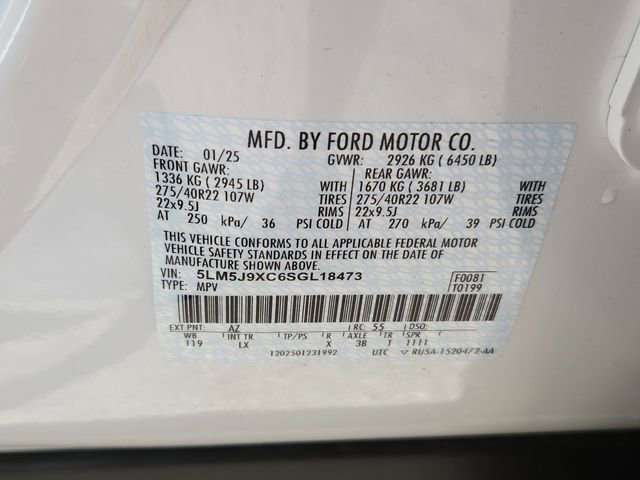 MFD. BY FORD MOTOR CO.
DATE: 01/25 GVWR: 2926 KG ( 6450 LB)
FRONT GAWR: REAR GAWR:
1336 KG ( 2945 LB) WITH 1670 KG ( 3681 LB) WITH
275/40R22 107W TIRES 275/40R22 107W TIRES
22x9.5J RIMS 22x9.5J RIMS
AT 250 kPa/ 36 PSI COLD AT 270 kPa/ 39 PSI COLD
THIS VEHICLE CONFORMS TO ALL APPLICABLE FEDERAL MOTOR
VEHICLE SAFETY STANDARDS IN EFFECT ON THE DATE OF
MANUFACTURE SHOWN ABOVE.
VIN: 5LM5J9XC6SGL18473 F0081
TYPE: MPV T0199
EXT PNT: AZ RC: 55 DSO:
WB INT TR TP/PS R AXLE TR SPR
119 LX X 3B 1 1111
1202501231992 UTC RU5A-1520472-AA